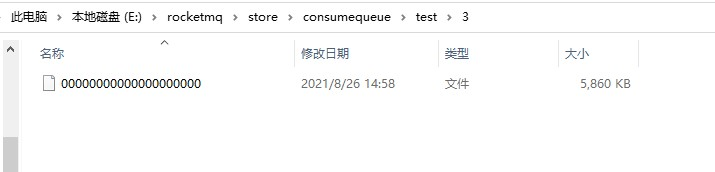 此电脑 › 本地磁盘 (E:) › rocketmq › store › consumequeue › test › 3
名称 修改日期 类型 大小
00000000000000000000 2021/8/26 14:58 文件 5,860 KB